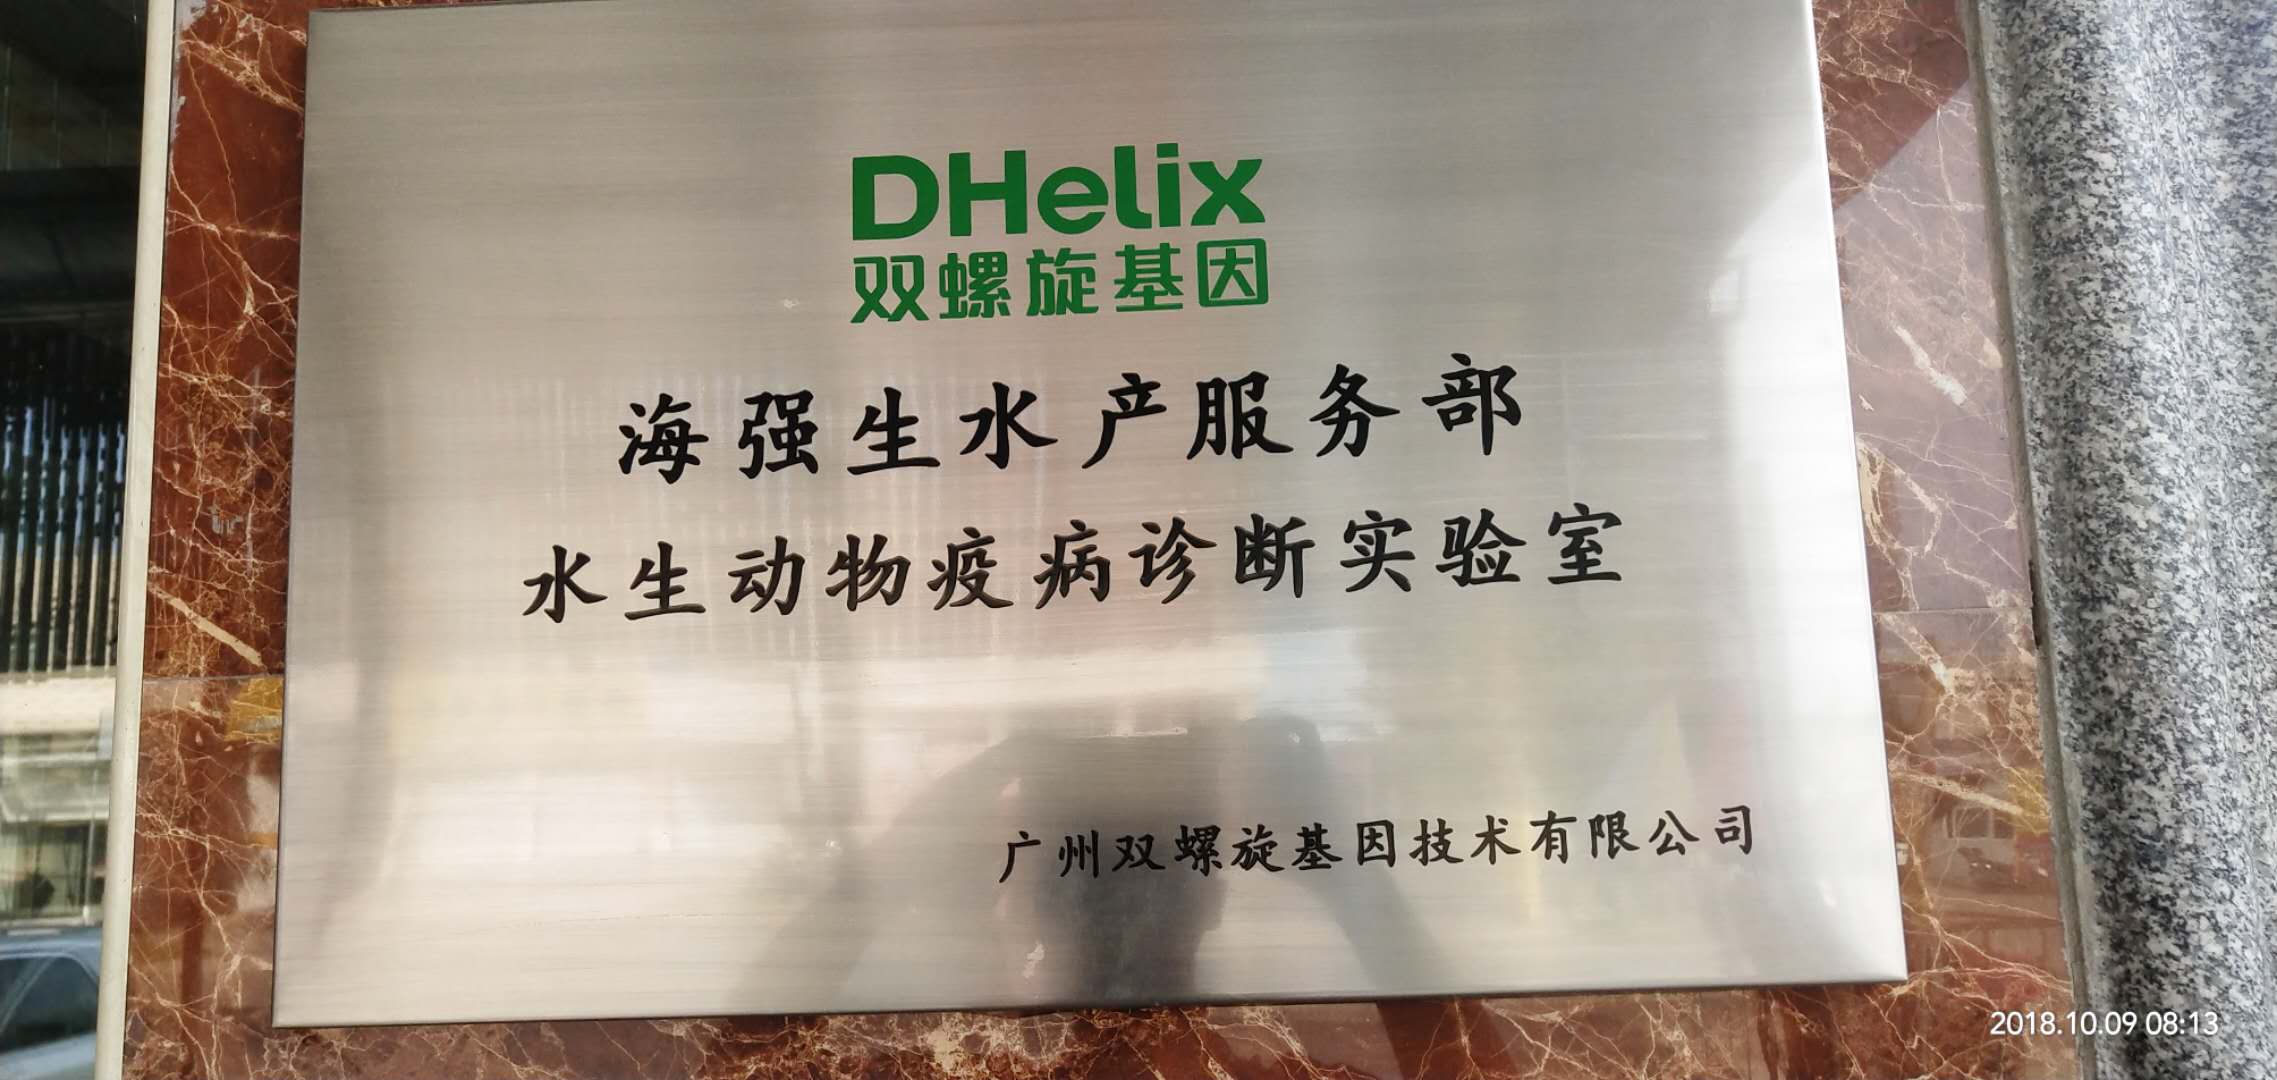 DHelix
双螺旋基因
海强生水产服务部
水生动物疫病诊断实验室
广州双螺旋基因技术有限公司
2018.10.09 08:13